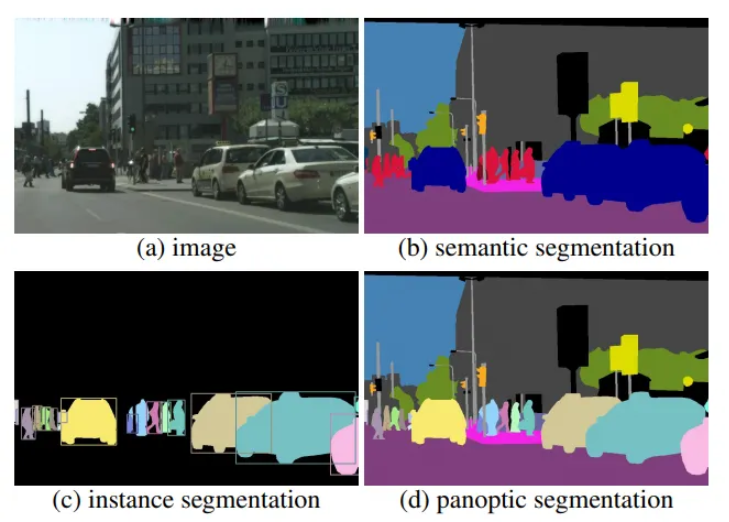 (a) image
(b) semantic segmentation
(c) instance segmentation
(d) panoptic segmentation